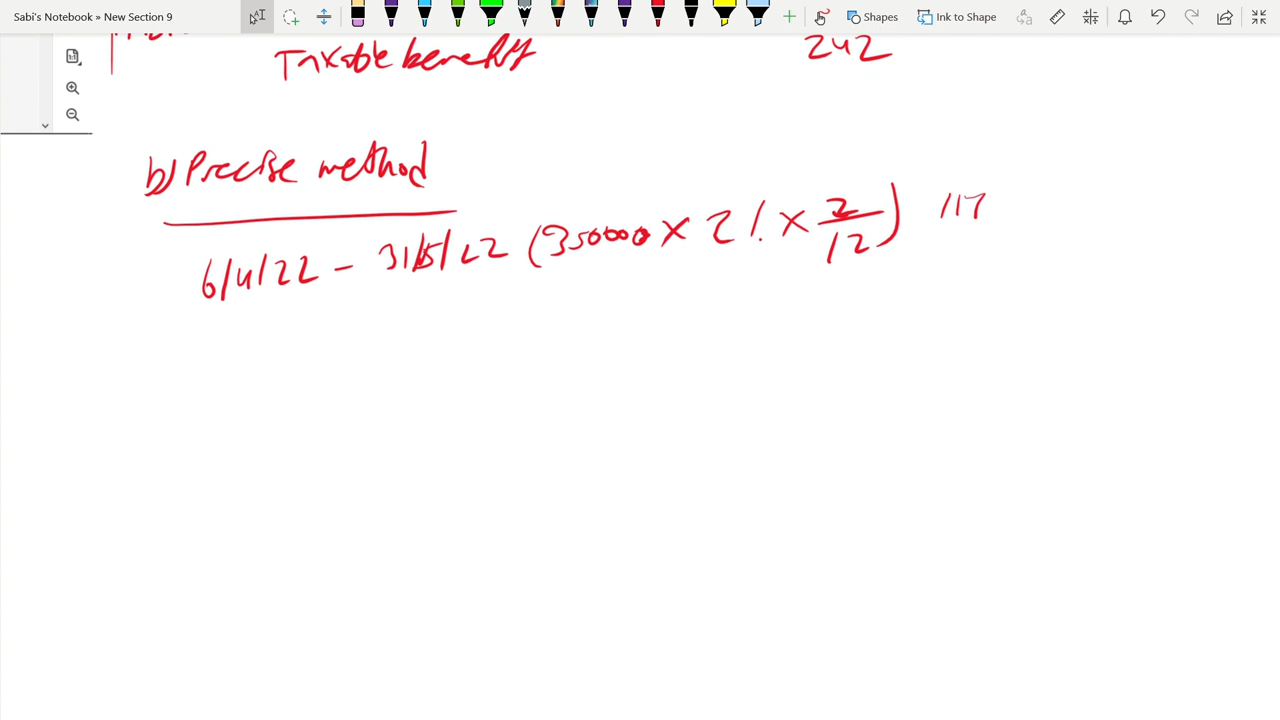 Sabi's Notebook » New Section 9
Shapes
Ink to Shape
Taxable benefit 242
b) Precise method
6/4/22 – 31/5/22 (350000 × 2% × 2/12) 117